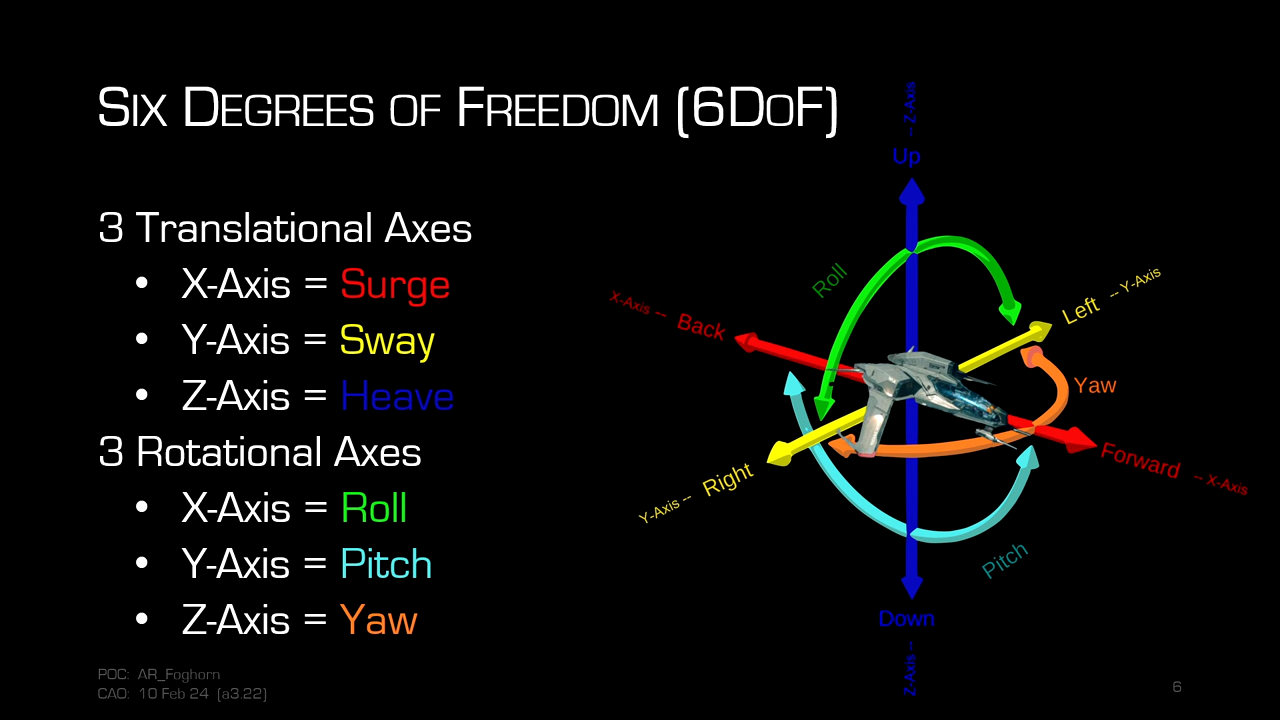 Six Degrees of Freedom (6DoF)
3 Translational Axes
• X-Axis = Surge
• Y-Axis = Sway
• Z-Axis = Heave
3 Rotational Axes
• X-Axis = Roll
• Y-Axis = Pitch
• Z-Axis = Yaw
-- Z-Axis
Up
Roll
Left -- Y-Axis
X-Axis -- Back
Yaw
Forward -- X-Axis
Y-Axis -- Right
Pitch
Down
Z-Axis --
POC: AR_Foghorn
CAO: 10 Feb 24 (a3.22)
6